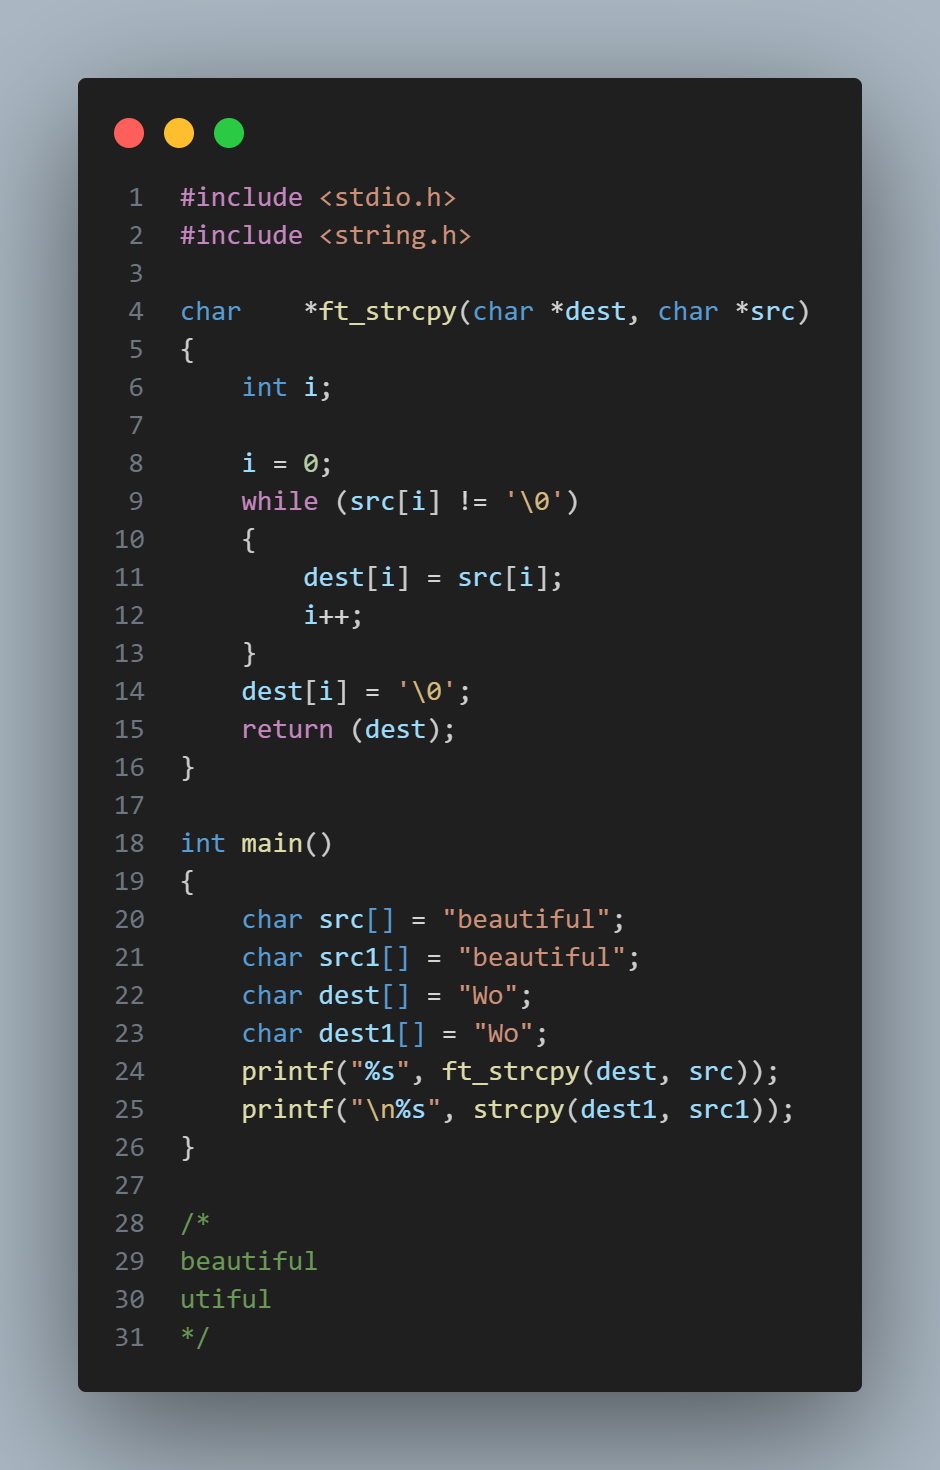 1 #include <stdio.h>
2 #include <string.h>
3
4 char    *ft_strcpy(char *dest, char *src)
5 {
6     int i;
7
8     i = 0;
9     while (src[i] != '\0')
10     {
11         dest[i] = src[i];
12         i++;
13     }
14     dest[i] = '\0';
15     return (dest);
16 }
17
18 int main()
19 {
20     char src[] = "beautiful";
21     char src1[] = "beautiful";
22     char dest[] = "Wo";
23     char dest1[] = "Wo";
24     printf("%s", ft_strcpy(dest, src));
25     printf("\n%s", strcpy(dest1, src1));
26 }
27
28 /*
29 beautiful
30 utiful
31 */